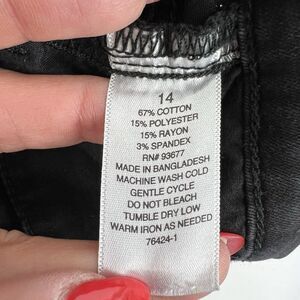 14
67% COTTON
15% POLYESTER
15% RAYON
3% SPANDEX
RN# 93677
MADE IN BANGLADESH
MACHINE WASH COLD
GENTLE CYCLE
DO NOT BLEACH
TUMBLE DRY LOW
WARM IRON AS NEEDED
76424-1